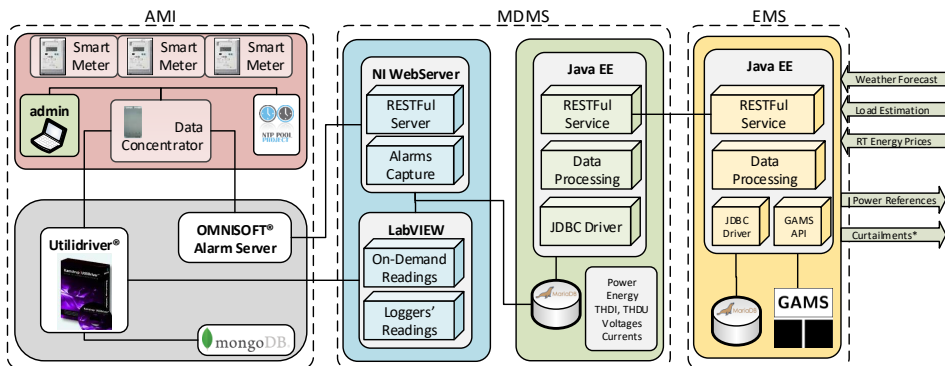 AMI
Smart
Meter
Smart
Meter
Smart
Meter
admin
Data
Concentrator
NTP POOL
PROJECT
Utilidriver®
OMNISOFT®
Alarm Server
mongoDB
MDMS
NI WebServer
RESTFul
Server
Alarms
Capture
LabVIEW
On-Demand
Readings
Loggers'
Readings
Java EE
RESTFul
Service
Data
Processing
JDBC Driver
MariaDB
Power
Energy
THDI, THDU
Voltages
Currents
EMS
Java EE
RESTFul
Service
Data
Processing
JDBC
Driver
GAMS
API
MariaDB
GAMS
Weather Forecast
Load Estimation
RT Energy Prices
Power References
Curtailments*